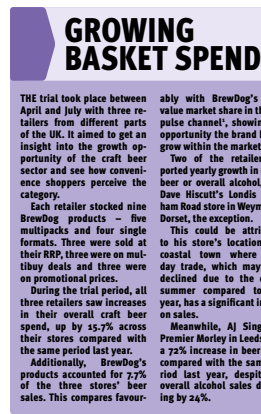 GROWING
BASKET SPEND
THE trial took place between
April and July with three re-
tailers from different parts
of the UK. It aimed to get an
insight into the growth op-
portunity of the craft beer
sector and see how conveni-
ence shoppers perceive the
category.
Each retailer stocked nine
BrewDog products – five
multipacks and four single
formats. Three were sold at
their RRP, three were on mul-
tibuy deals and three were
on promotional prices.
During the trial period, all
three retailers saw increases
in their overall craft beer
spend, up by 15.7% across
their stores compared with
the same period last year.
Additionally, BrewDog's
products accounted for 7.7%
of the three stores' beer
sales. This compares favour-
ably with BrewDog's
value market share in th
pulse channel¹, showin
opportunity the brand
grow within the market
Two of the retailer
ported yearly growth in
beer or overall alcohol,
Dave Hiscutt's Londis
ham Road store in Weym
Dorset, the exception.
This could be attri
to his store's location
coastal town where
day trade, which may
declined due to the
summer compared to
year, has a significant i
on sales.
Meanwhile, AJ Sing
Premier Morley in Leeds
a 72% increase in beer
compared with the sam
riod last year, despit
overall alcohol sales d
ing by 24%.